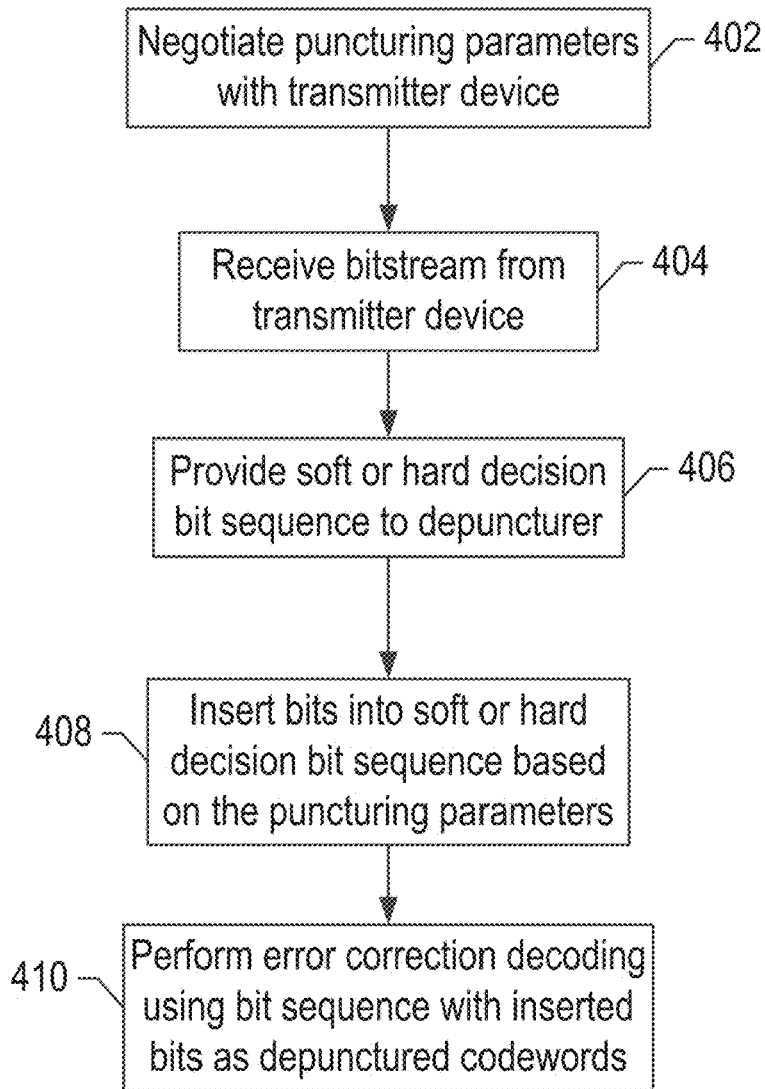 Negotiate puncturing parameters
with transmitter device
402
Receive bitstream from
transmitter device
404
Provide soft or hard decision
bit sequence to depuncturer
406
408
Insert bits into soft or hard
decision bit sequence based
on the puncturing parameters
410
Perform error correction decoding
using bit sequence with inserted
bits as depunctured codewords